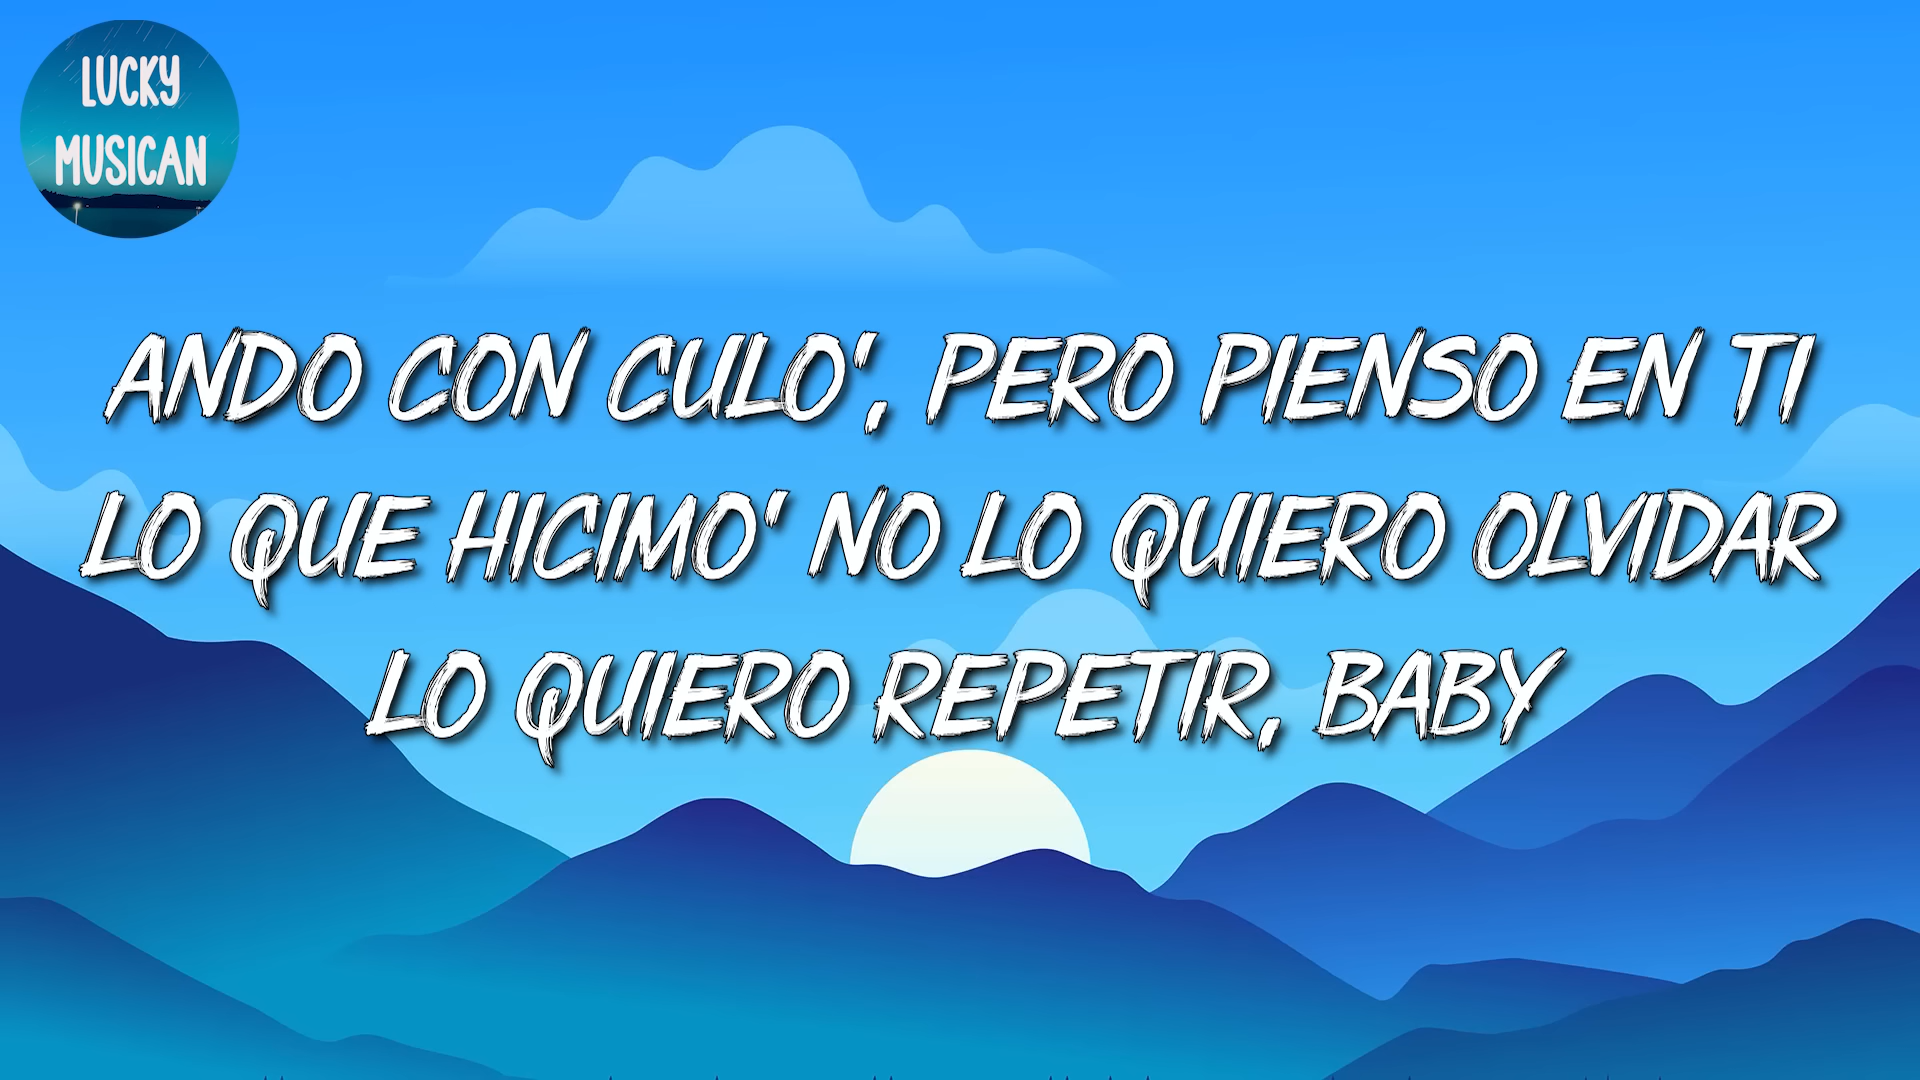 LUCKY
MUSICAN
ANDO CON CULO', PERO PIENSO EN TI
LO QUE HICIMO' NO LO QUIERO OLVIDAR
LO QUIERO REPETIR, BABY